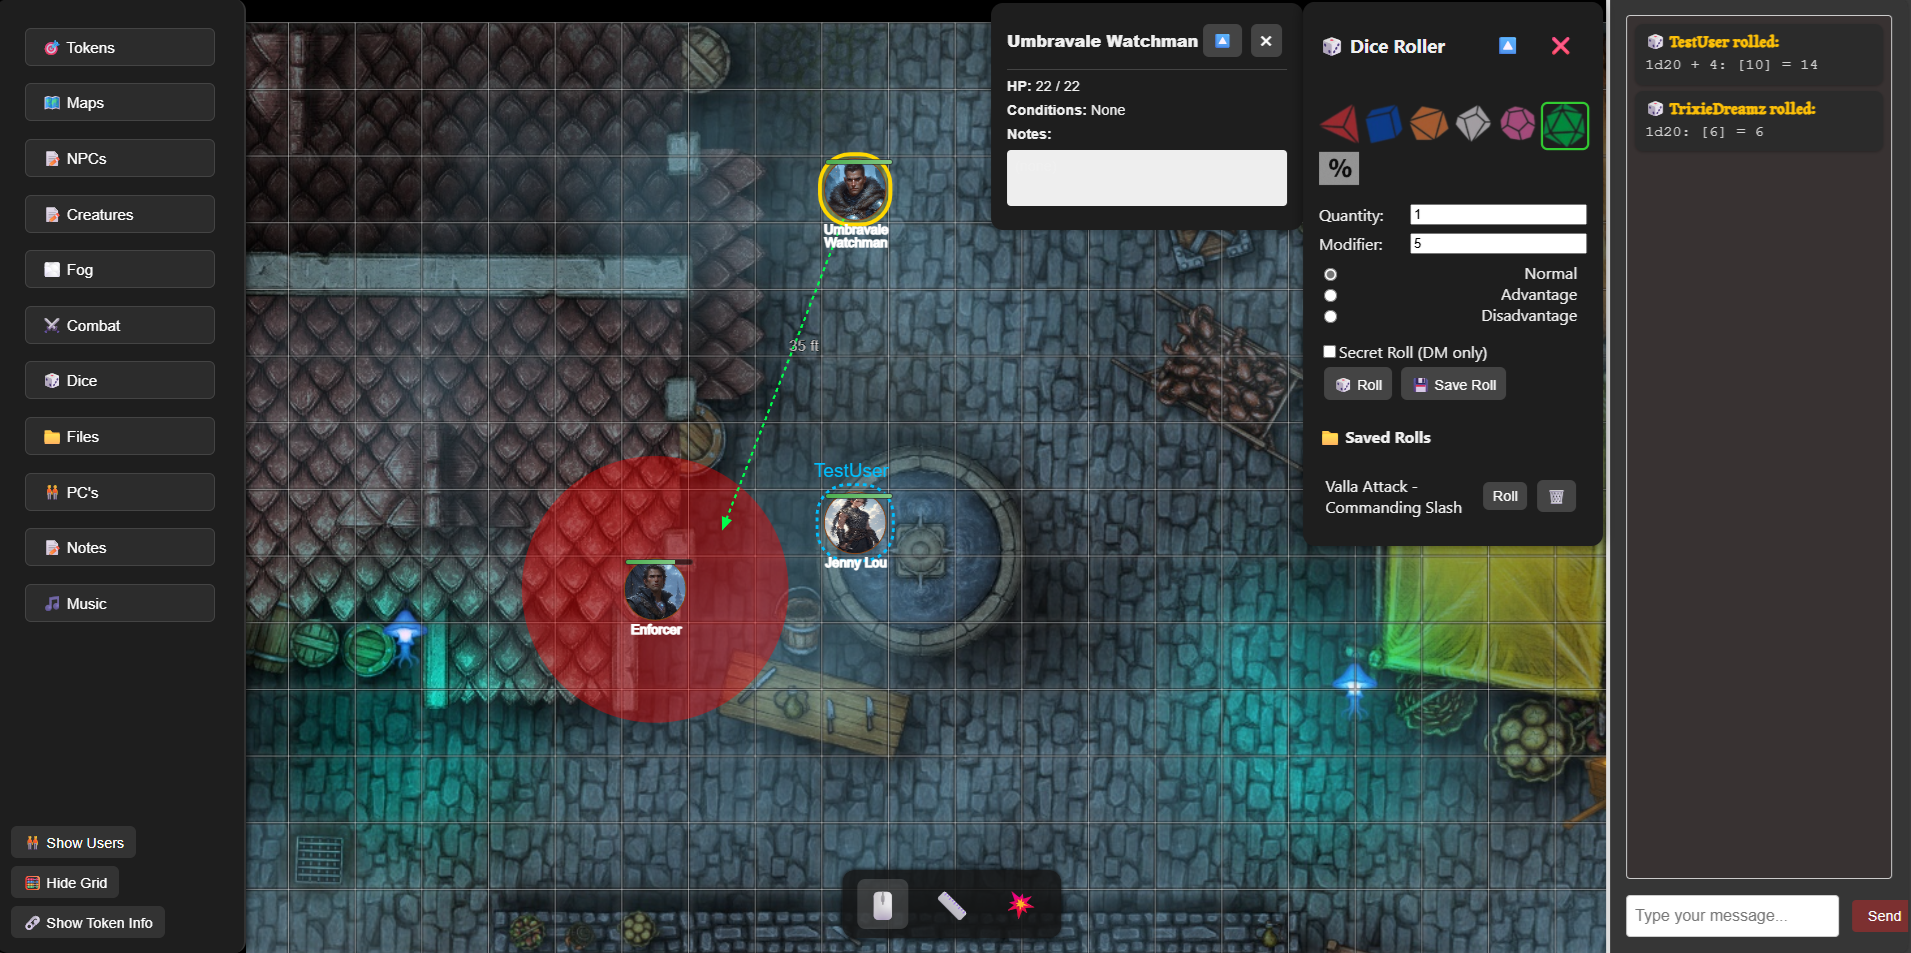 Tokens
Maps
NPCs
Creatures
Fog
Combat
Dice
Files
PC's
Notes
Music
Show Users
Hide Grid
Show Token Info
Umbravale
Watchman
35 ft
TestUser
Jenny Lou
Enforcer
Umbravale Watchman
HP: 22 / 22
Conditions: None
Notes:
Dice Roller
%
Quantity: 1
Modifier: 5
Normal
Advantage
Disadvantage
Secret Roll (DM only)
Roll Save Roll
Saved Rolls
Valla Attack -
Commanding Slash
Roll
TestUser rolled:
1d20 + 4: [10] = 14
TrixieDreamz rolled:
1d20: [6] = 6
Type your message...
Send